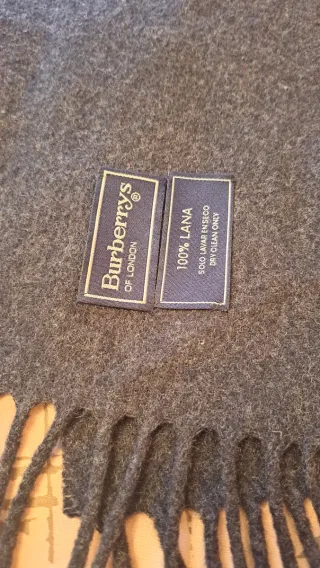 Burberrys®
OF LONDON
100% LANA
SOLO LAVAR EN SECO
DRY CLEAN ONLY